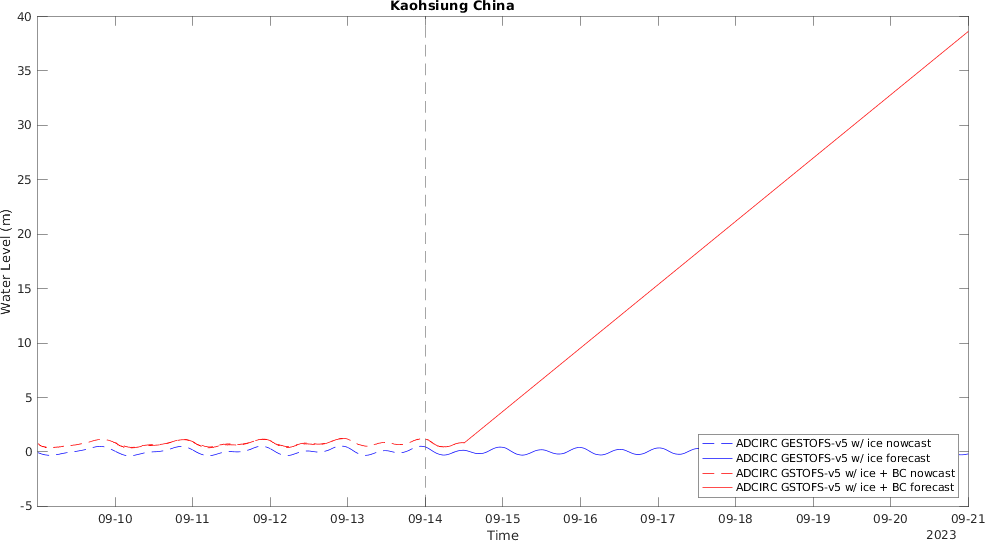 Kaohsiung China
40
35
30
25
20
15
10
5
0
-5
Water Level (m)
09-10 09-11 09-12 09-13 09-14 09-15 09-16 09-17 09-18 09-19 09-20 09-21
Time
2023
ADCIRC GESTOFS-v5 w/ ice nowcast
ADCIRC GESTOFS-v5 w/ ice forecast
ADCIRC GSTOFS-v5 w/ ice + BC nowcast
ADCIRC GSTOFS-v5 w/ ice + BC forecast